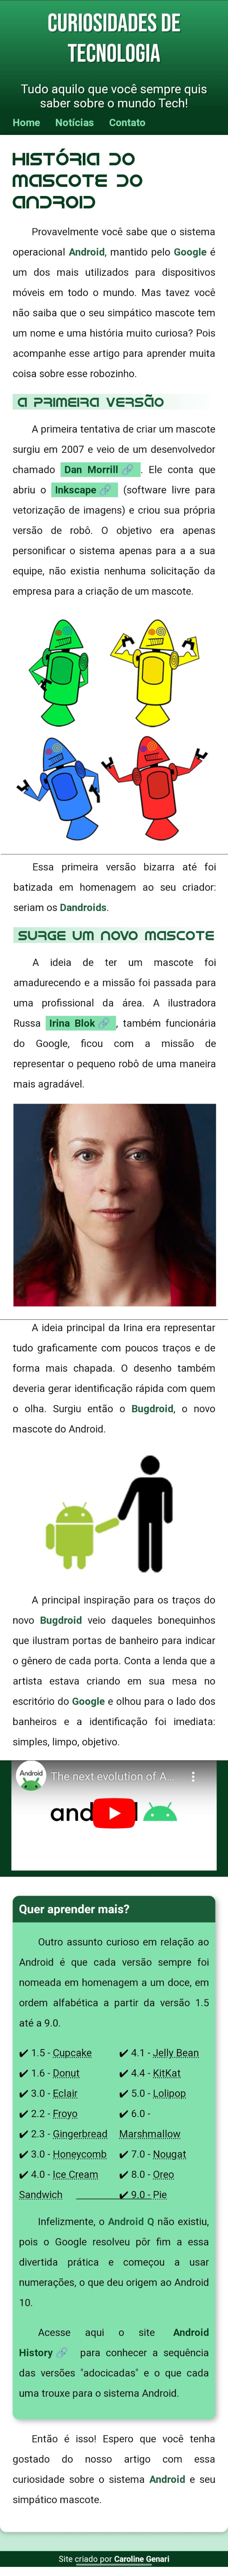 CURIOSIDADES DE
TECNOLOGIA
Tudo aquilo que você sempre quis
saber sobre o mundo Tech!
Home Notícias Contato
HISTÓRIA DO
MASCOTE DO
ANDROID
Provavelmente você sabe que o sistema
operacional Android, mantido pelo Google é
um dos mais utilizados para dispositivos
móveis em todo o mundo. Mas tavez você
não saiba que o seu simpático mascote tem
um nome e uma história muito curiosa? Pois
acompanhe esse artigo para aprender muita
coisa sobre esse robozinho.
A PRIMEIRA VERSÃO
A primeira tentativa de criar um mascote
surgiu em 2007 e veio de um desenvolvedor
chamado Dan Morrill🔗 . Ele conta que
abriu o Inkscape🔗 (software livre para
vetorização de imagens) e criou sua própria
versão de robô. O objetivo era apenas
personificar o sistema apenas para a a sua
equipe, não existia nenhuma solicitação da
empresa para a criação de um mascote.
Essa primeira versão bizarra até foi
batizada em homenagem ao seu criador:
seriam os Dandroids.
SURGE UM NOVO MASCOTE
A ideia de ter um mascote foi
amadurecendo e a missão foi passada para
uma profissional da área. A ilustradora
Russa Irina Blok🔗 , também funcionária
do Google, ficou com a missão de
representar o pequeno robô de uma maneira
mais agradável.
A ideia principal da Irina era representar
tudo graficamente com poucos traços e de
forma mais chapada. O desenho também
deveria gerar identificação rápida com quem
o olha. Surgiu então o Bugdroid, o novo
mascote do Android.
A principal inspiração para os traços do
novo Bugdroid veio daqueles bonequinhos
que ilustram portas de banheiro para indicar
o gênero de cada porta. Conta a lenda que a
artista estava criando em sua mesa no
escritório do Google e olhou para o lado dos
banheiros e a identificação foi imediata:
simples, limpo, objetivo.
Android
The next evolution of A...
Quer aprender mais?
Outro assunto curioso em relação ao
Android é que cada versão sempre foi
nomeada em homenagem a um doce, em
ordem alfabética a partir da versão 1.5
até a 9.0.
✔ 1.5 - Cupcake
✔ 1.6 - Donut
✔ 3.0 - Eclair
✔ 2.2 - Froyo
✔ 2.3 - Gingerbread
✔ 3.0 - Honeycomb
✔ 4.0 - Ice Cream
Sandwich
✔ 4.1 - Jelly Bean
✔ 4.4 - KitKat
✔ 5.0 - Lolipop
✔ 6.0 -
Marshmallow
✔ 7.0 - Nougat
✔ 8.0 - Oreo
✔ 9.0 - Pie
Infelizmente, o Android Q não existiu,
pois o Google resolveu pôr fim a essa
divertida prática e começou a usar
numerações, o que deu origem ao Android
10.
Acesse aqui o site Android
History🔗 para conhecer a sequência
das versões "adocicadas" e o que cada
uma trouxe para o sistema Android.
Então é isso! Espero que você tenha
gostado do nosso artigo com essa
curiosidade sobre o sistema Android e seu
simpático mascote.
Site criado por Caroline Genari